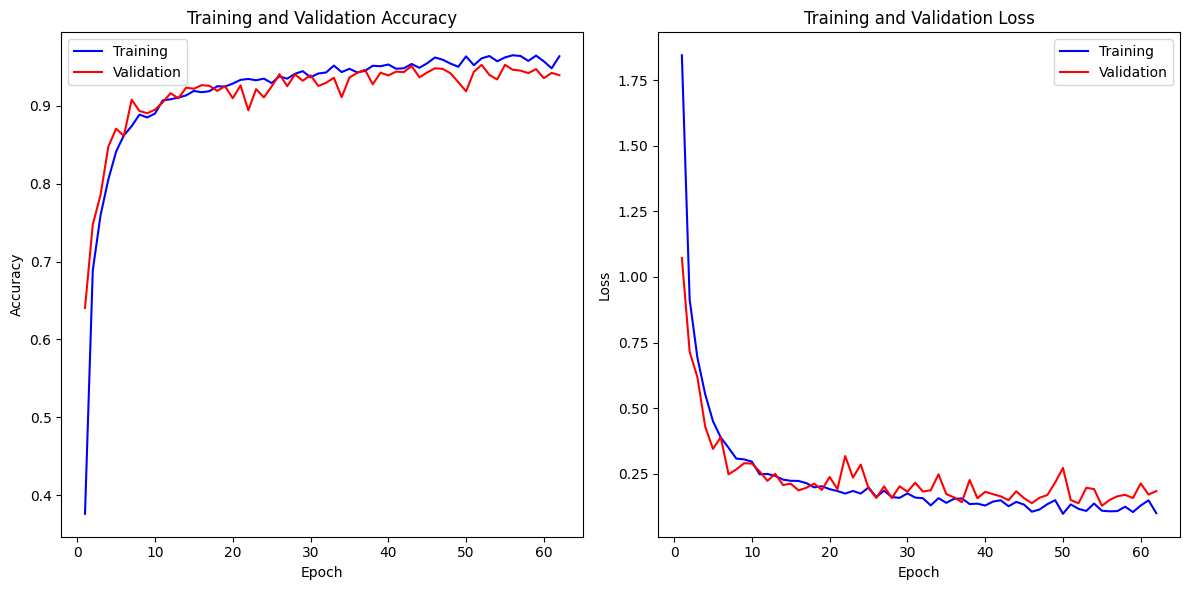 Training and Validation Accuracy
Training
Validation
0.9
0.8
0.7
0.6
0.5
0.4
Accuracy
0 10 20 30 40 50 60
Epoch
Training and Validation Loss
Training
Validation
1.75
1.50
1.25
1.00
0.75
0.50
0.25
Loss
0 10 20 30 40 50 60
Epoch